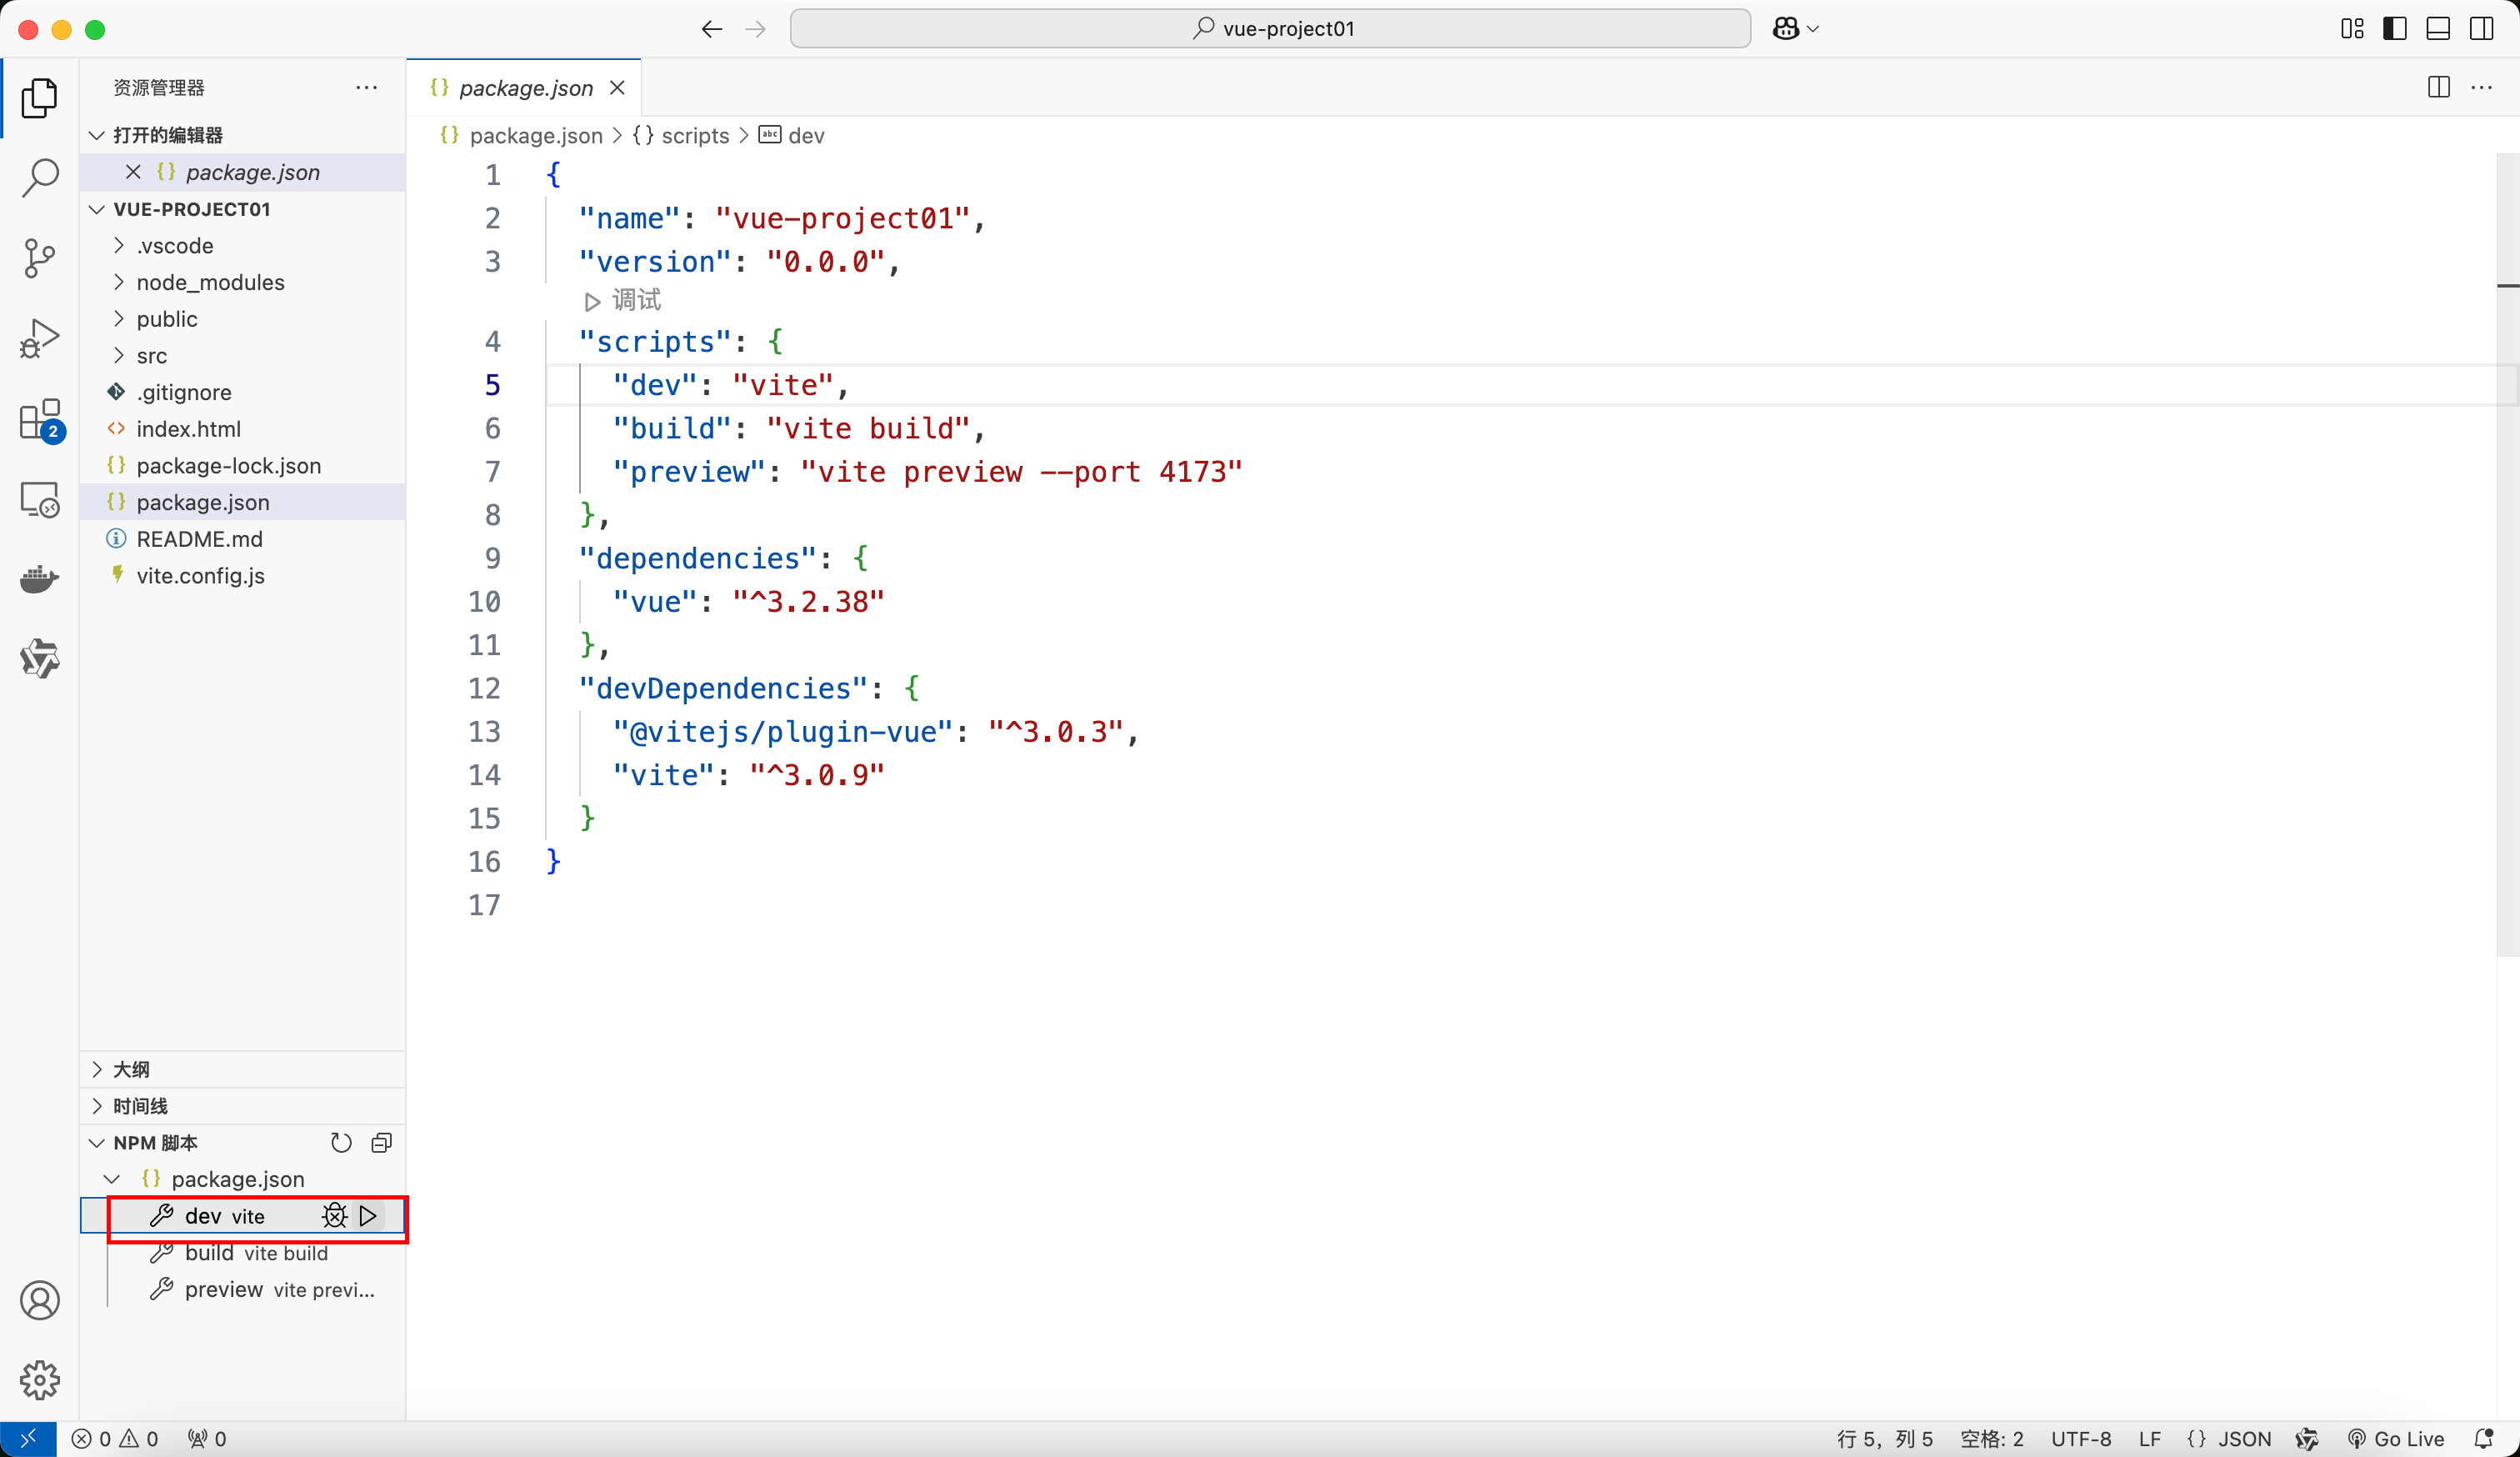 vue-project01
资源管理器
打开的编辑器
package.json
VUE-PROJECT01
.vscode
node_modules
public
src
.gitignore
index.html
package-lock.json
package.json
README.md
vite.config.js
2
大纲
时间线
NPM 脚本
package.json
dev vite
build vite build
preview vite previ...
package.json
package.json > {} scripts > abc dev
1 {
2 "name": "vue-project01",
3 "version": "0.0.0",
调试
4 "scripts": {
5 "dev": "vite",
6 "build": "vite build",
7 "preview": "vite preview --port 4173"
8 },
9 "dependencies": {
10 "vue": "^3.2.38"
11 },
12 "devDependencies": {
13 "@vitejs/plugin-vue": "^3.0.3",
14 "vite": "^3.0.9"
15 }
16 }
17
0 0 0
行 5，列 5 空格: 2 UTF-8 LF {} JSON Go Live